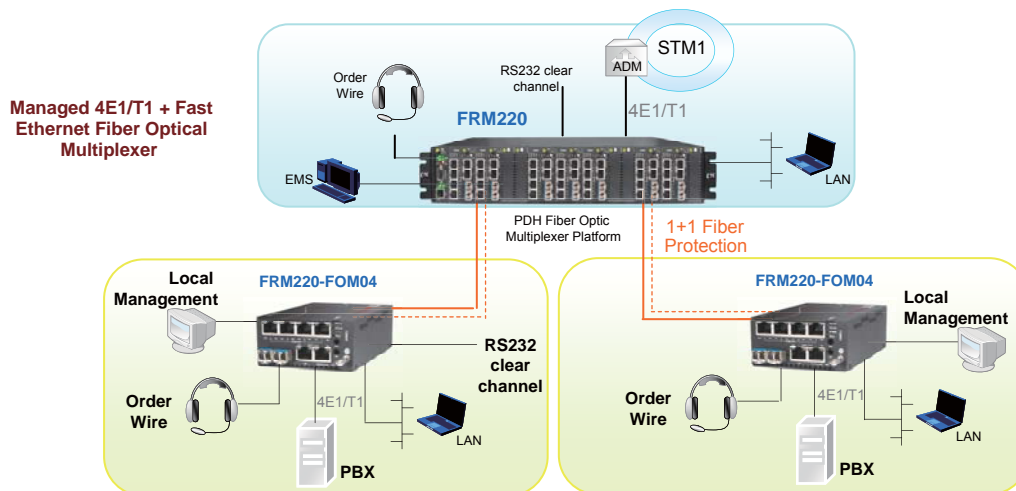 Managed 4E1/T1 + Fast
Ethernet Fiber Optical
Multiplexer
Order
Wire
RS232 clear
channel
ADM
STM1
4E1/T1
FRM220
EMS
LAN
PDH Fiber Optic
Multiplexer Platform
1+1 Fiber
Protection
Local
Management
FRM220-FOM04
RS232
clear
channel
Order
Wire
4E1/T1
PBX
LAN
FRM220-FOM04
Local
Management
Order
Wire
4E1/T1
PBX
LAN